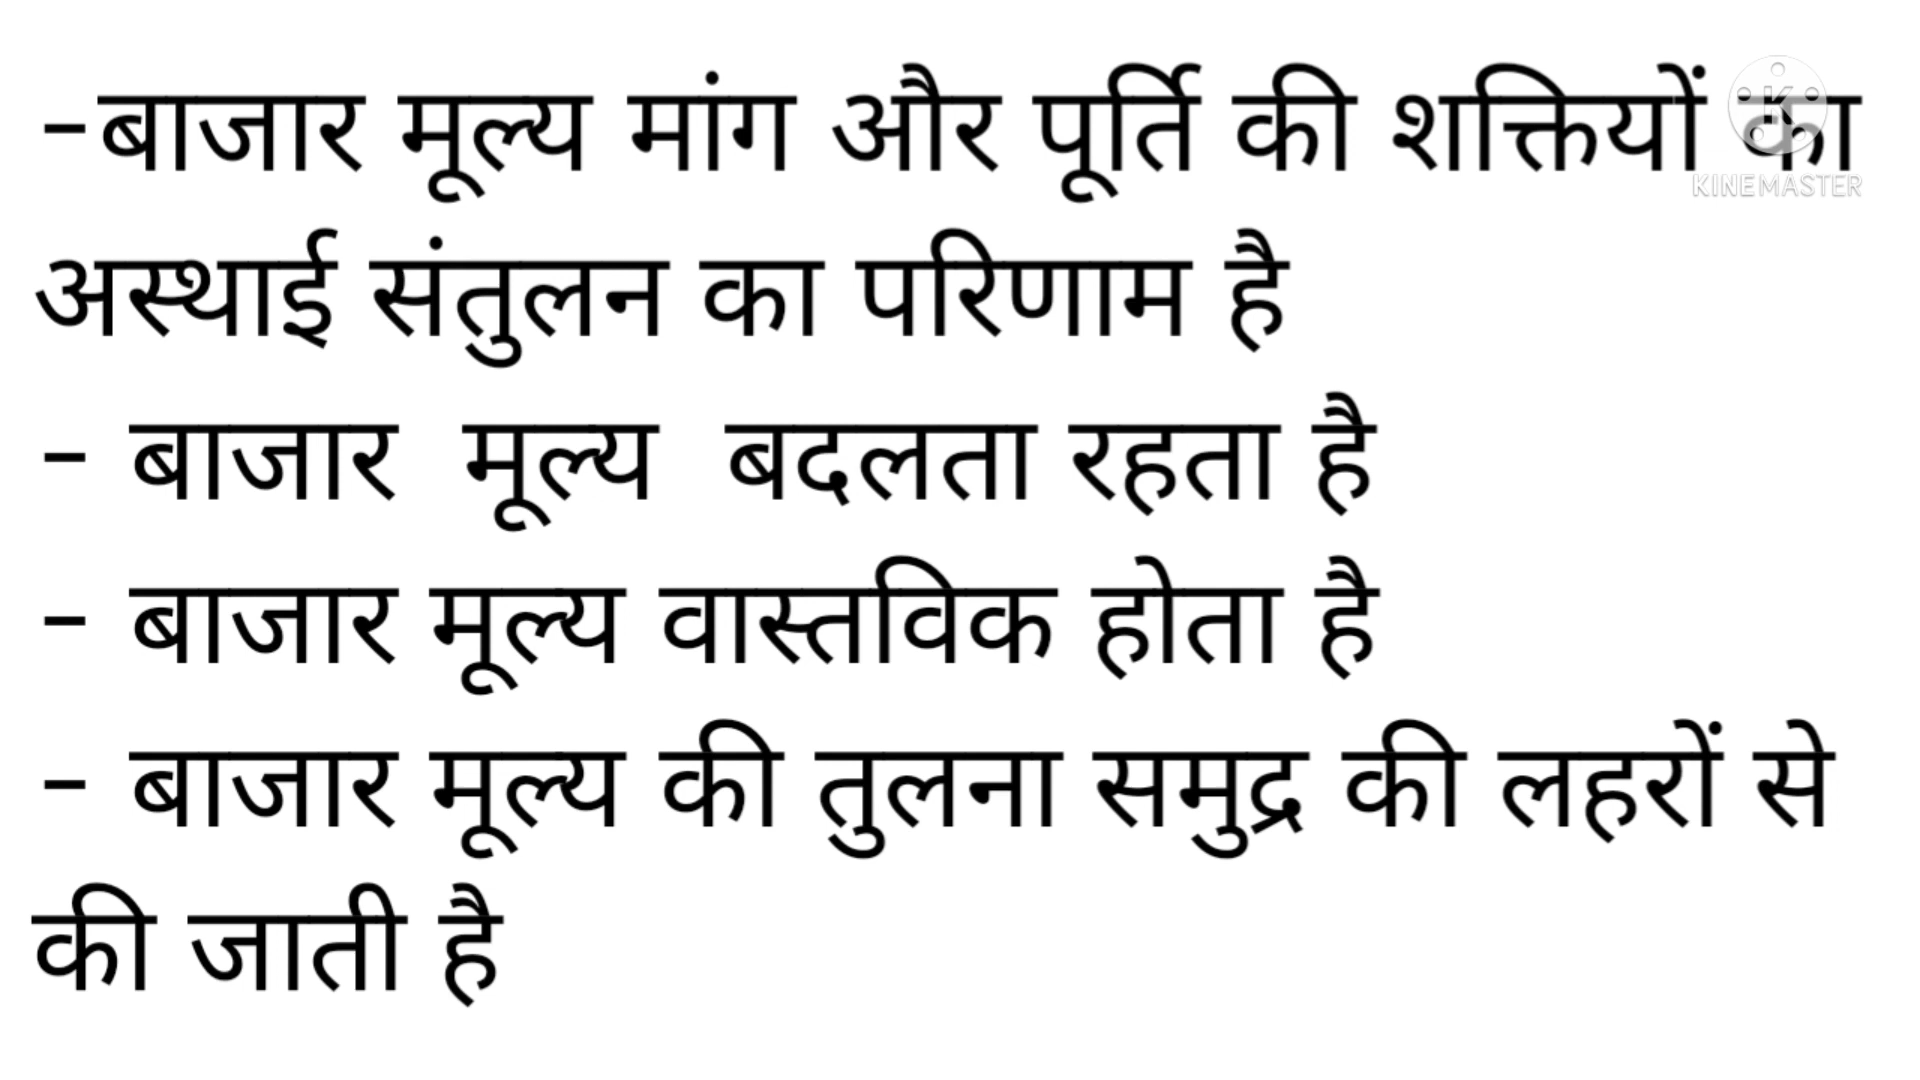 -बाजार मूल्य मांग और पूर्ति की शक्तियों का
KINEMASTER
अस्थाई संतुलन का परिणाम है
- बाजार मूल्य बदलता रहता है
- बाजार मूल्य वास्तविक होता है
- बाजार मूल्य की तुलना समुद्र की लहरों से
की जाती है